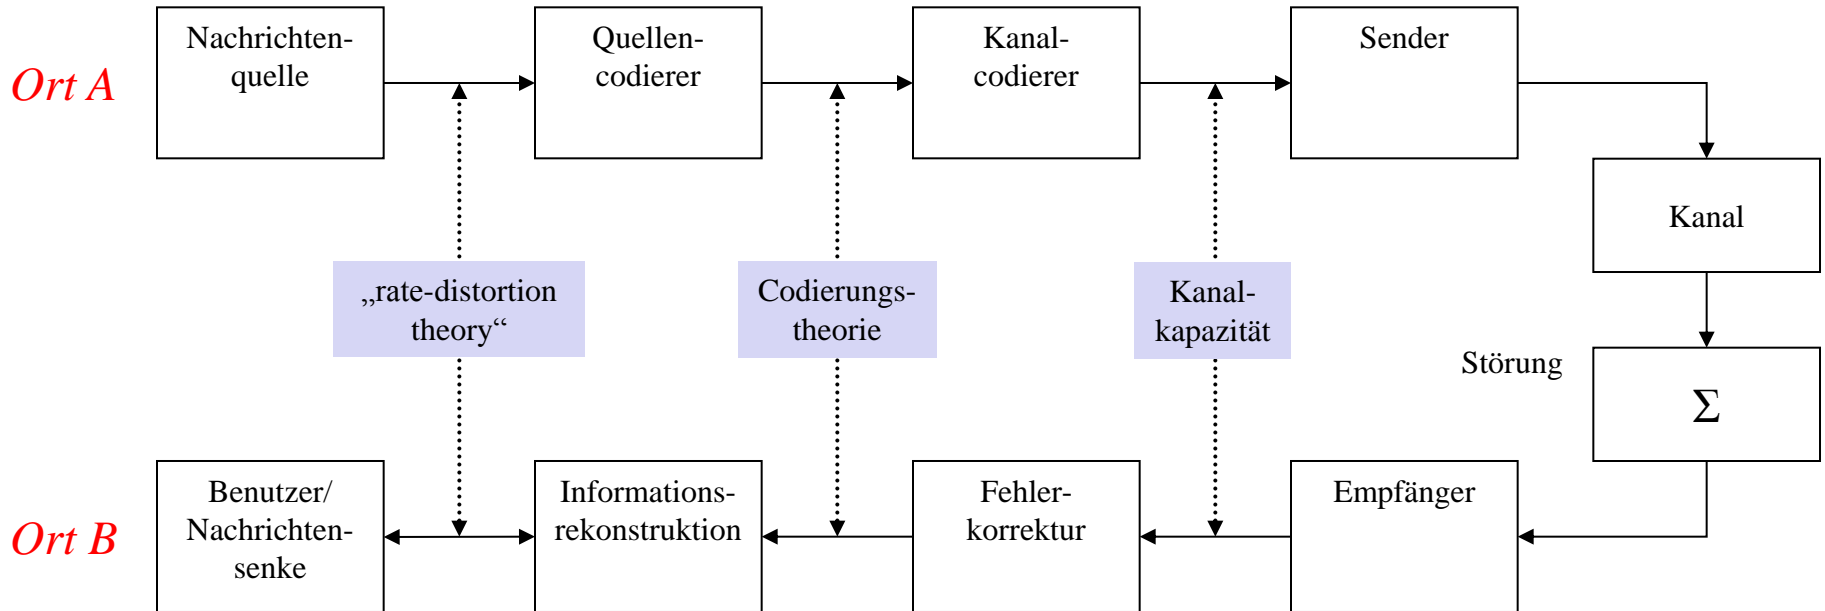 Ort A
Nachrichten-
quelle
Quellen-
codierer
Kanal-
codierer
Sender
Kanal
„rate-distortion
theory“
Codierungs-
theorie
Kanal-
kapazität
Störung
Σ
Ort B
Benutzer/
Nachrichten-
senke
Informations-
rekonstruktion
Fehler-
korrektur
Empfänger